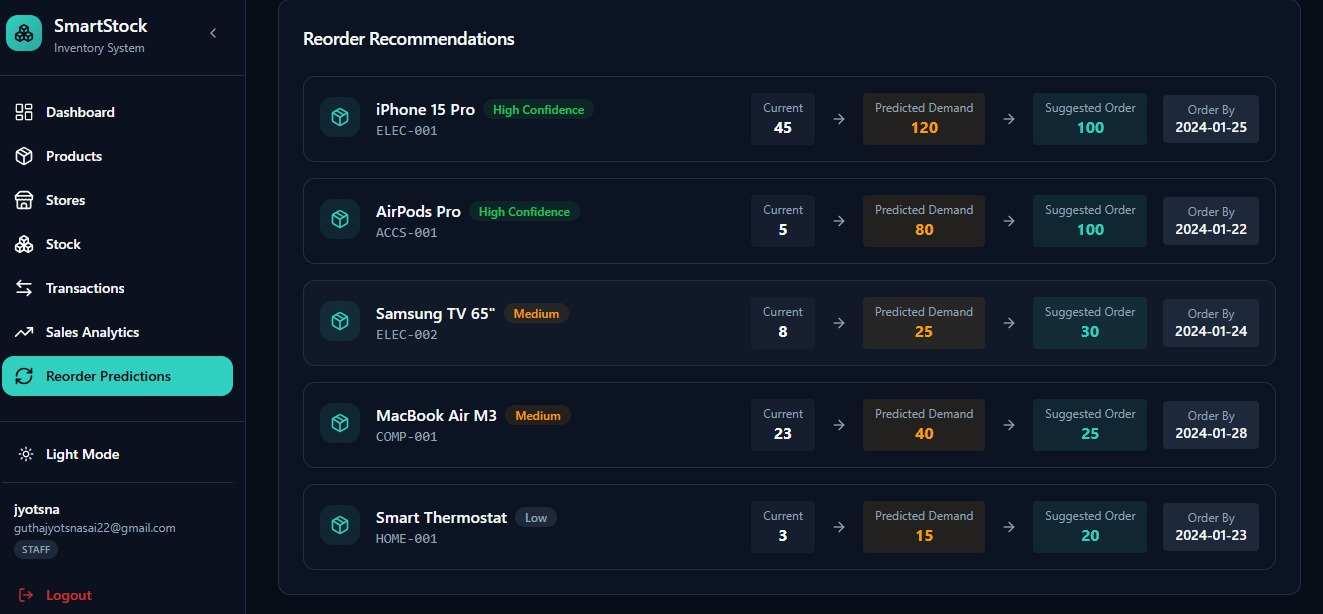 SmartStock
Inventory System
Dashboard
Products
Stores
Stock
Transactions
Sales Analytics
Reorder Predictions
Light Mode
jyotsna
guthajyotsnasai22@gmail.com
STAFF
Logout
Reorder Recommendations
iPhone 15 Pro High Confidence
ELEC-001
Current Predicted Demand Suggested Order Order By
45 120 100 2024-01-25
AirPods Pro High Confidence
ACCS-001
Current Predicted Demand Suggested Order Order By
5 80 100 2024-01-22
Samsung TV 65" Medium
ELEC-002
Current Predicted Demand Suggested Order Order By
8 25 30 2024-01-24
MacBook Air M3 Medium
COMP-001
Current Predicted Demand Suggested Order Order By
23 40 25 2024-01-28
Smart Thermostat Low
HOME-001
Current Predicted Demand Suggested Order Order By
3 15 20 2024-01-23